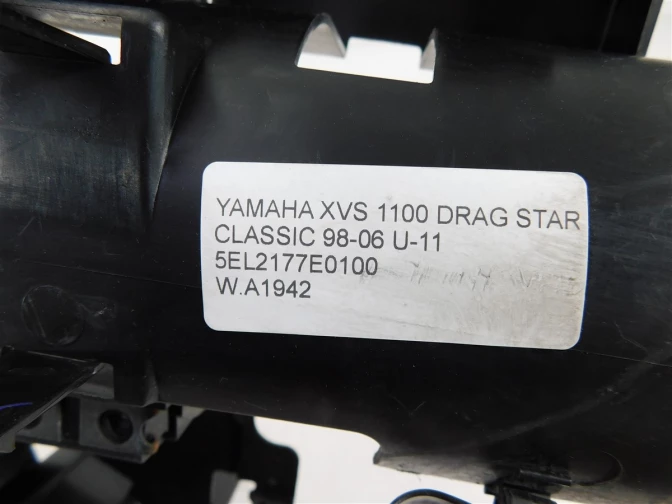 YAMAHA XVS 1100 DRAG STAR
CLASSIC 98-06 U-11
5EL2177E0100
W.A1942